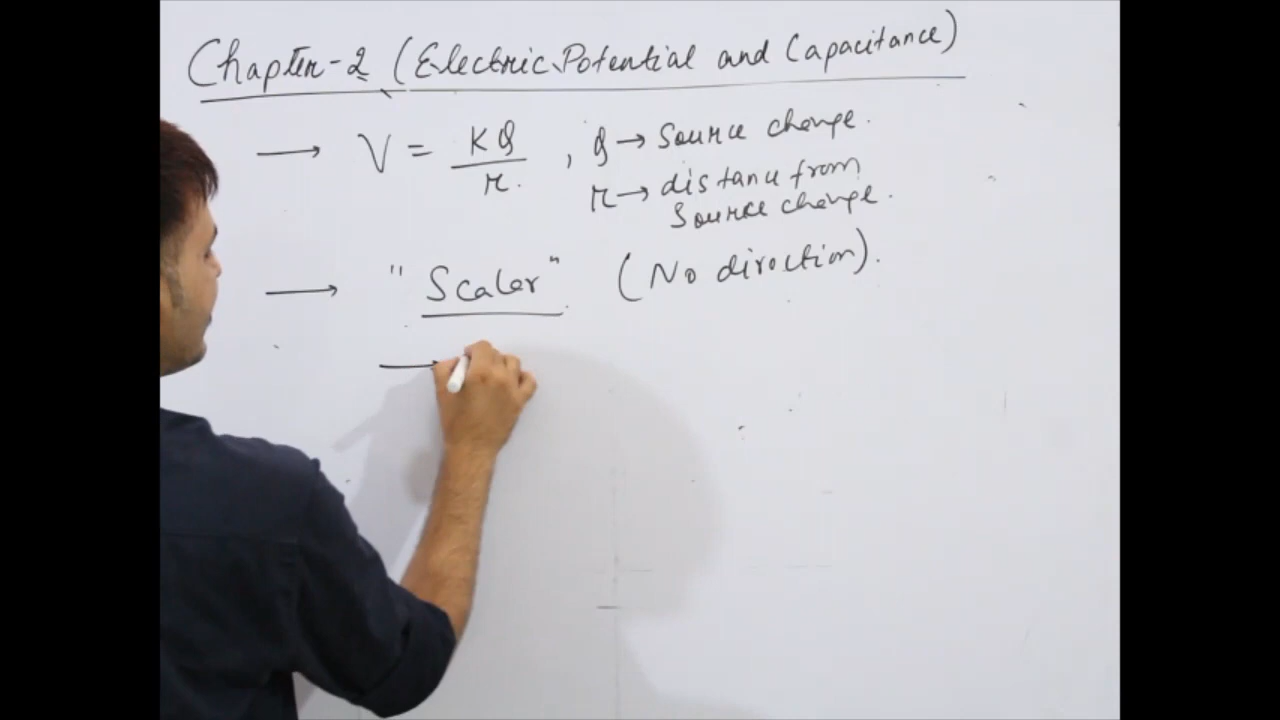 Chapter-2 (Electric Potential and Capacitance)
→ V = KQ/r. , Q → Source charge.
r → distance from
Source charge.
→ "Scaler" (No direction).
→